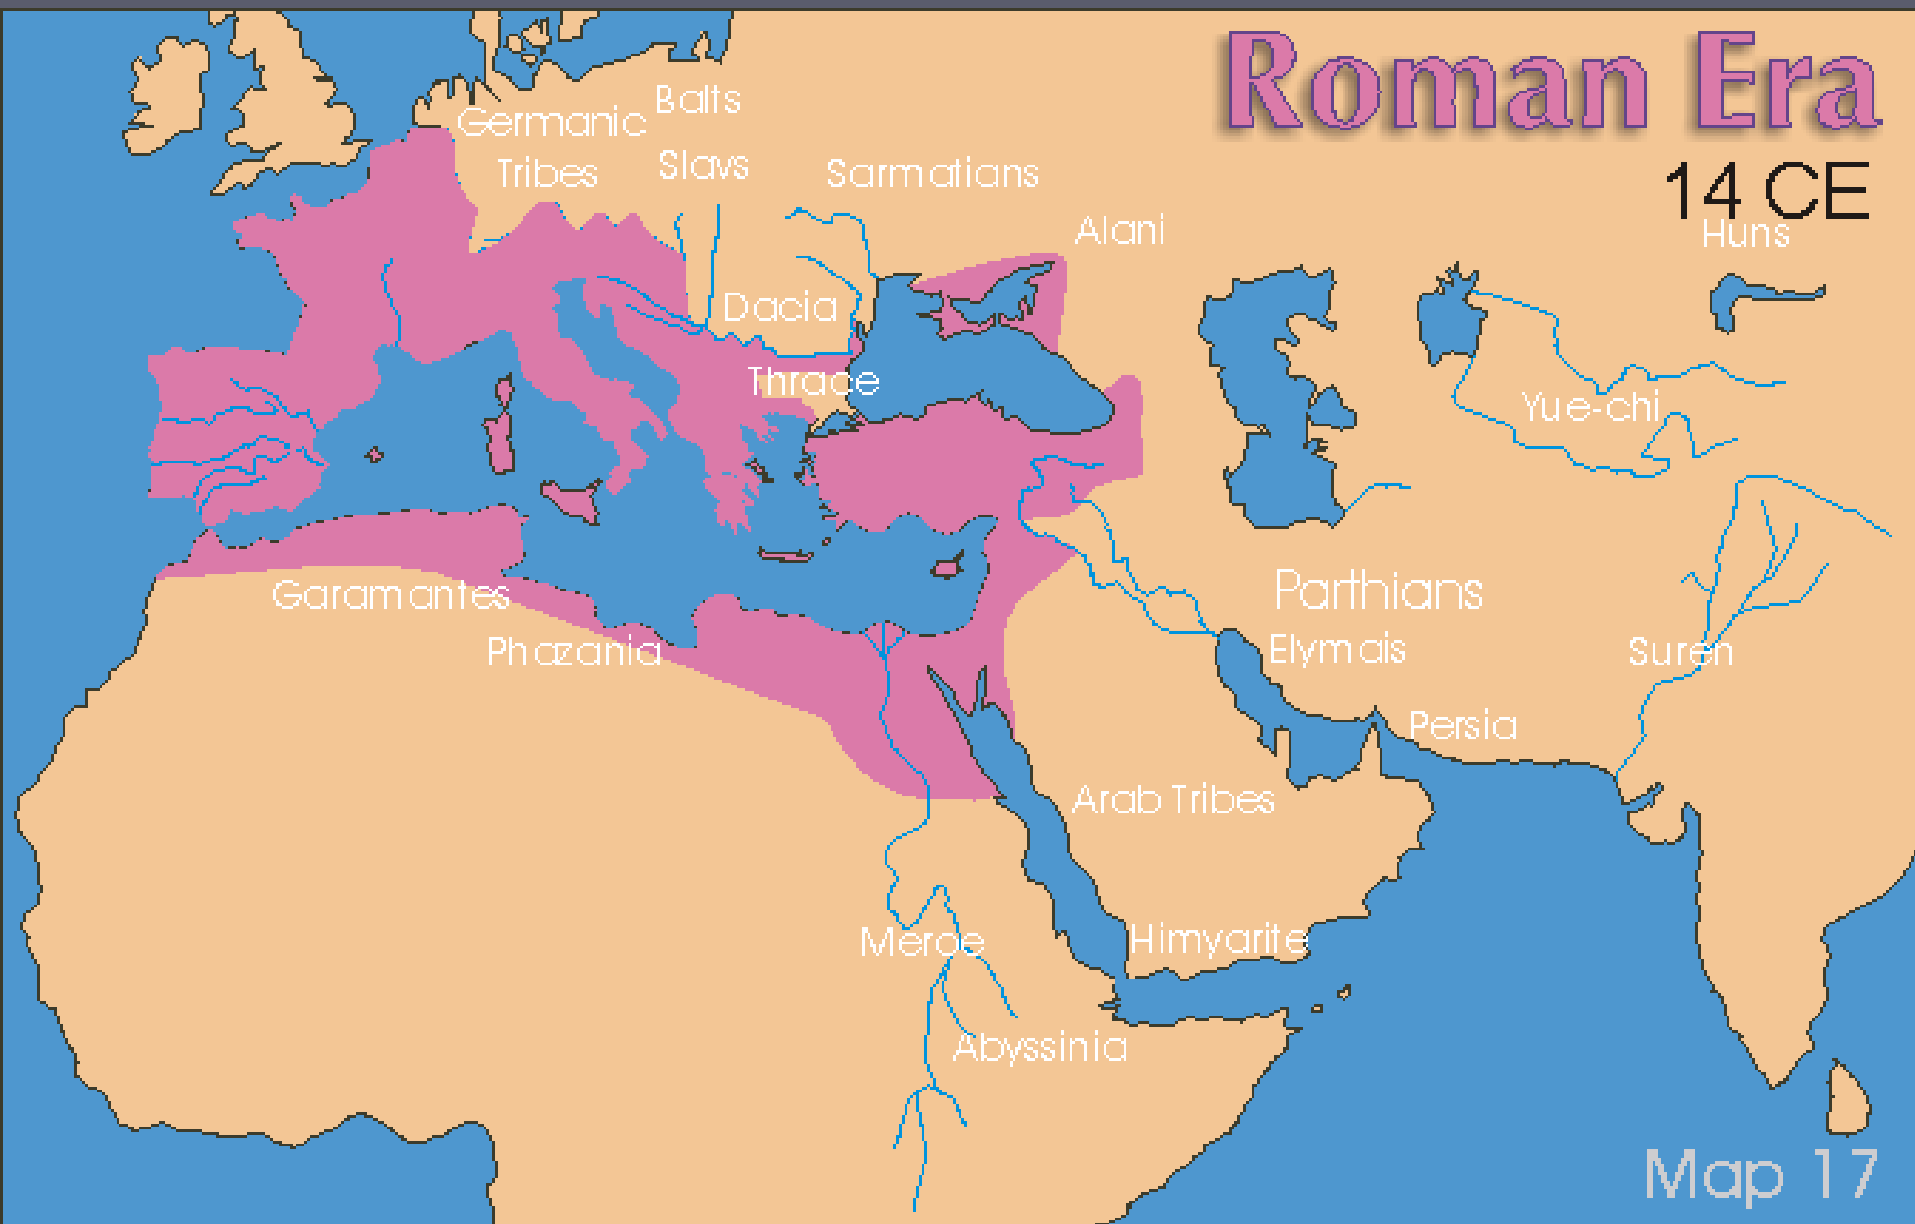 Roman Era
14 CE
Balts
Germanic
Tribes
Slavs
Sarmatians
Alani
Huns
Dacia
Thrace
Yue-chi
Garamantes
Phazania
Parthians
Elymais
Suren
Persia
Arab Tribes
Meroe
Himyarite
Abyssinia
Map 17